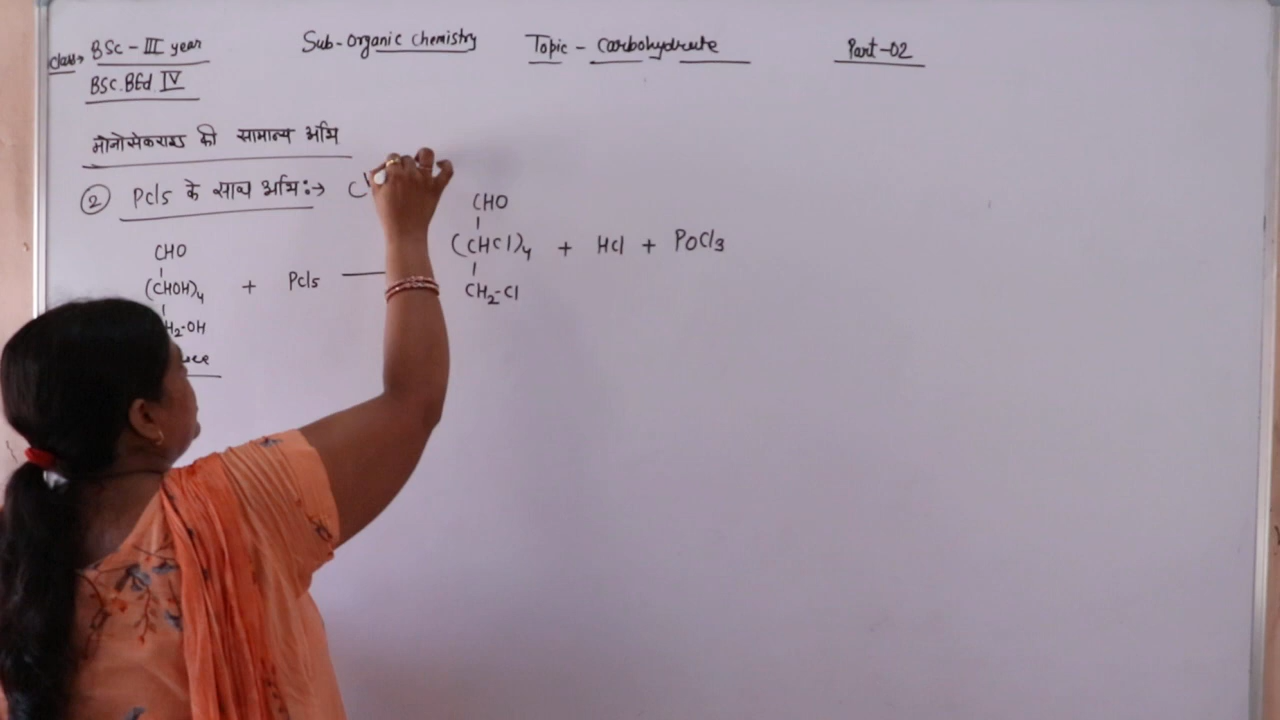 Class→ BSc - III year Sub-Organic Chemistry Topic - Carbohydrate Part-02
BSC.BEd. IV
मोनोसेकराइड की सामान्य अभि
② Pcl5 के साथ अभि:→ C
CHO
(CHCl)4 + HCl + POCl3
CH2-Cl
CHO
(CHOH)4 + Pcl5
H2-OH